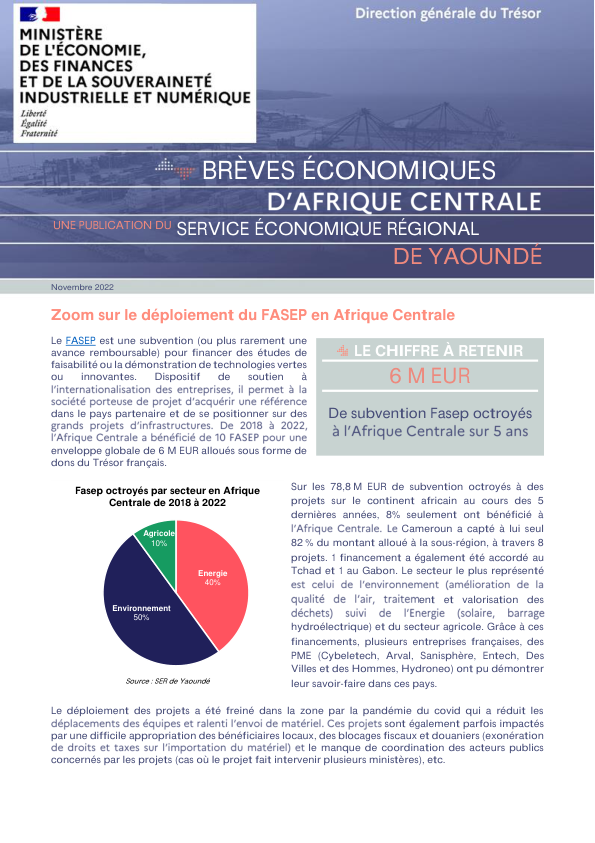 Direction générale du Trésor
MINISTÈRE
DE L'ÉCONOMIE,
DES FINANCES
ET DE LA SOUVERAINETÉ
INDUSTRIELLE ET NUMÉRIQUE
Liberté
Égalité
Fraternité
BRÈVES ÉCONOMIQUES
D'AFRIQUE CENTRALE
UNE PUBLICATION DU SERVICE ÉCONOMIQUE RÉGIONAL
DE YAOUNDÉ
Novembre 2022
Zoom sur le déploiement du FASEP en Afrique Centrale
Le FASEP est une subvention (ou plus rarement une
avance remboursable) pour financer des études de
faisabilité ou la démonstration de technologies vertes
ou innovantes. Dispositif de soutien à
l'internationalisation des entreprises, il permet à la
société porteuse de projet d'acquérir une référence
dans le pays partenaire et de se positionner sur des
grands projets d'infrastructures. De 2018 à 2022,
l'Afrique Centrale a bénéficié de 10 FASEP pour une
enveloppe globale de 6 M EUR alloués sous forme de
dons du Trésor français.
LE CHIFFRE À RETENIR
6 M EUR
De subvention Fasep octroyés
à l'Afrique Centrale sur 5 ans
Fasep octroyés par secteur en Afrique
Centrale de 2018 à 2022
Agricole
10%
Energie
40%
Environnement
50%
Source : SER de Yaoundé
Sur les 78,8 M EUR de subvention octroyés à des
projets sur le continent africain au cours des 5
dernières années, 8% seulement ont bénéficié à
l'Afrique Centrale. Le Cameroun a capté à lui seul
82 % du montant alloué à la sous-région, à travers 8
projets. 1 financement a également été accordé au
Tchad et 1 au Gabon. Le secteur le plus représenté
est celui de l'environnement (amélioration de la
qualité de l'air, traitement et valorisation des
déchets) suivi de l'Energie (solaire, barrage
hydroélectrique) et du secteur agricole. Grâce à ces
financements, plusieurs entreprises françaises, des
PME (Cybeletech, Arval, Sanisphère, Entech, Des
Villes et des Hommes, Hydroneo) ont pu démontrer
leur savoir-faire dans ces pays.
Le déploiement des projets a été freiné dans la zone par la pandémie du covid qui a réduit les
déplacements des équipes et ralenti l'envoi de matériel. Ces projets sont également parfois impactés
par une difficile appropriation des bénéficiaires locaux, des blocages fiscaux et douaniers (exonération
de droits et taxes sur l'importation du matériel) et le manque de coordination des acteurs publics
concernés par les projets (cas où le projet fait intervenir plusieurs ministères), etc.